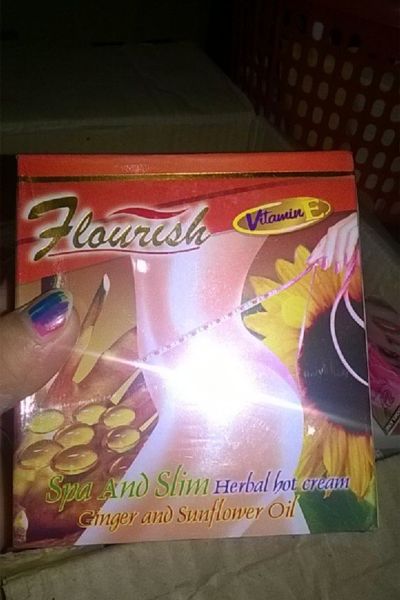 Flourish
Vitamin E
Spa And Slim Herbal hot cream
Ginger and Sunflower Oil